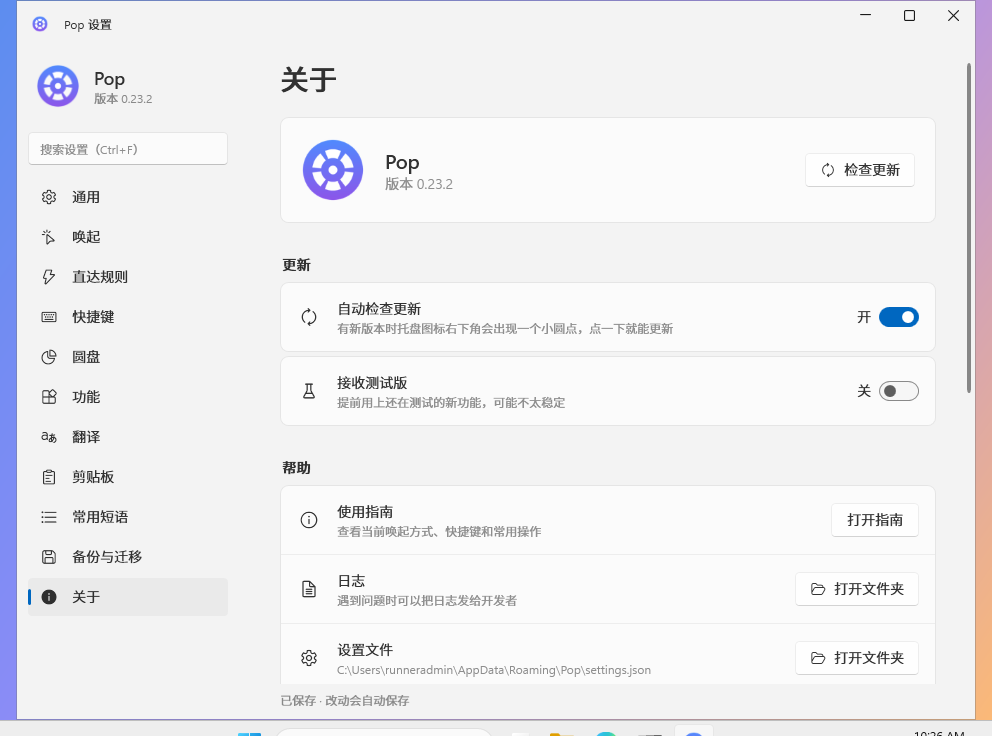 Pop 设置
Pop
版本 0.23.2
搜索设置（Ctrl+F）
通用
唤起
直达规则
快捷键
圆盘
功能
翻译
剪贴板
常用短语
备份与迁移
关于
关于
Pop
版本 0.23.2
检查更新
更新
自动检查更新
有新版本时托盘图标右下角会出现一个小圆点，点一下就能更新
开
接收测试版
提前用上还在测试的新功能，可能不太稳定
关
帮助
使用指南
查看当前唤起方式、快捷键和常用操作
打开指南
日志
遇到问题时可以把日志发给开发者
打开文件夹
设置文件
C:\Users\runneradmin\AppData\Roaming\Pop\settings.json
打开文件夹
已保存 · 改动会自动保存
10:26 AM